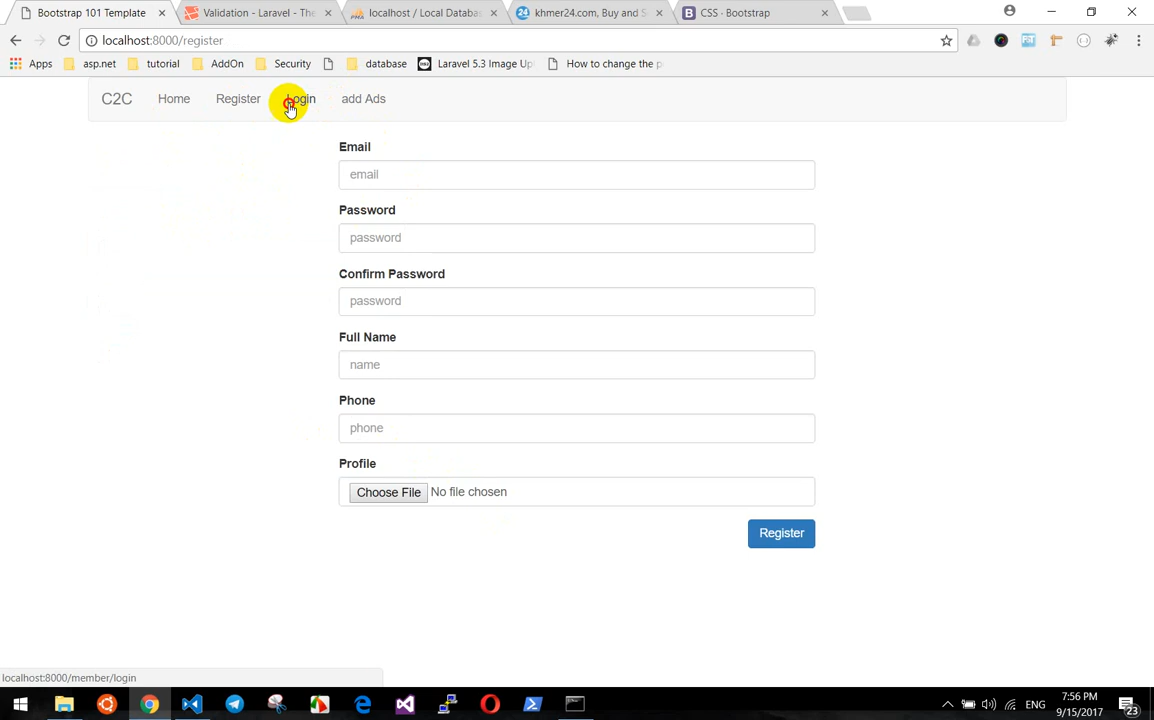 Bootstrap 101 Template
Validation - Laravel - The
localhost / Local Databas
khmer24.com, Buy and S
CSS · Bootstrap
localhost:8000/register
Apps
asp.net
tutorial
AddOn
Security
database
Laravel 5.3 Image Up
How to change the p
C2C
Home
Register
Login
add Ads
Email
email
Password
password
Confirm Password
password
Full Name
name
Phone
phone
Profile
Choose File No file chosen
Register
localhost:8000/member/login
ENG
7:56 PM
9/15/2017
23